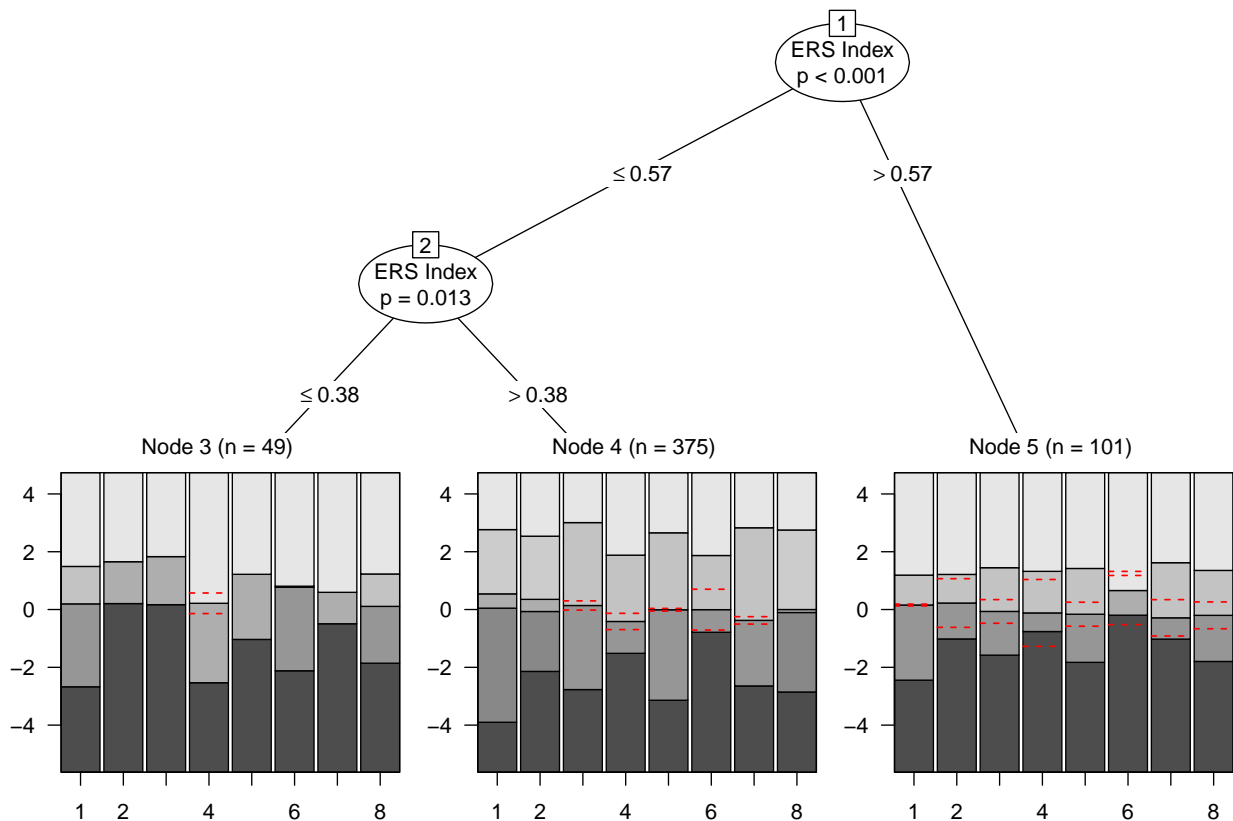 1
ERS Index
p < 0.001
≤ 0.57
> 0.57
2
ERS Index
p = 0.013
≤ 0.38
> 0.38
Node 3 (n = 49)
Node 4 (n = 375)
Node 5 (n = 101)
4
2
0
−2
−4
1 2 4 6 8
4
2
0
−2
−4
1 2 4 6 8
4
2
0
−2
−4
1 2 4 6 8